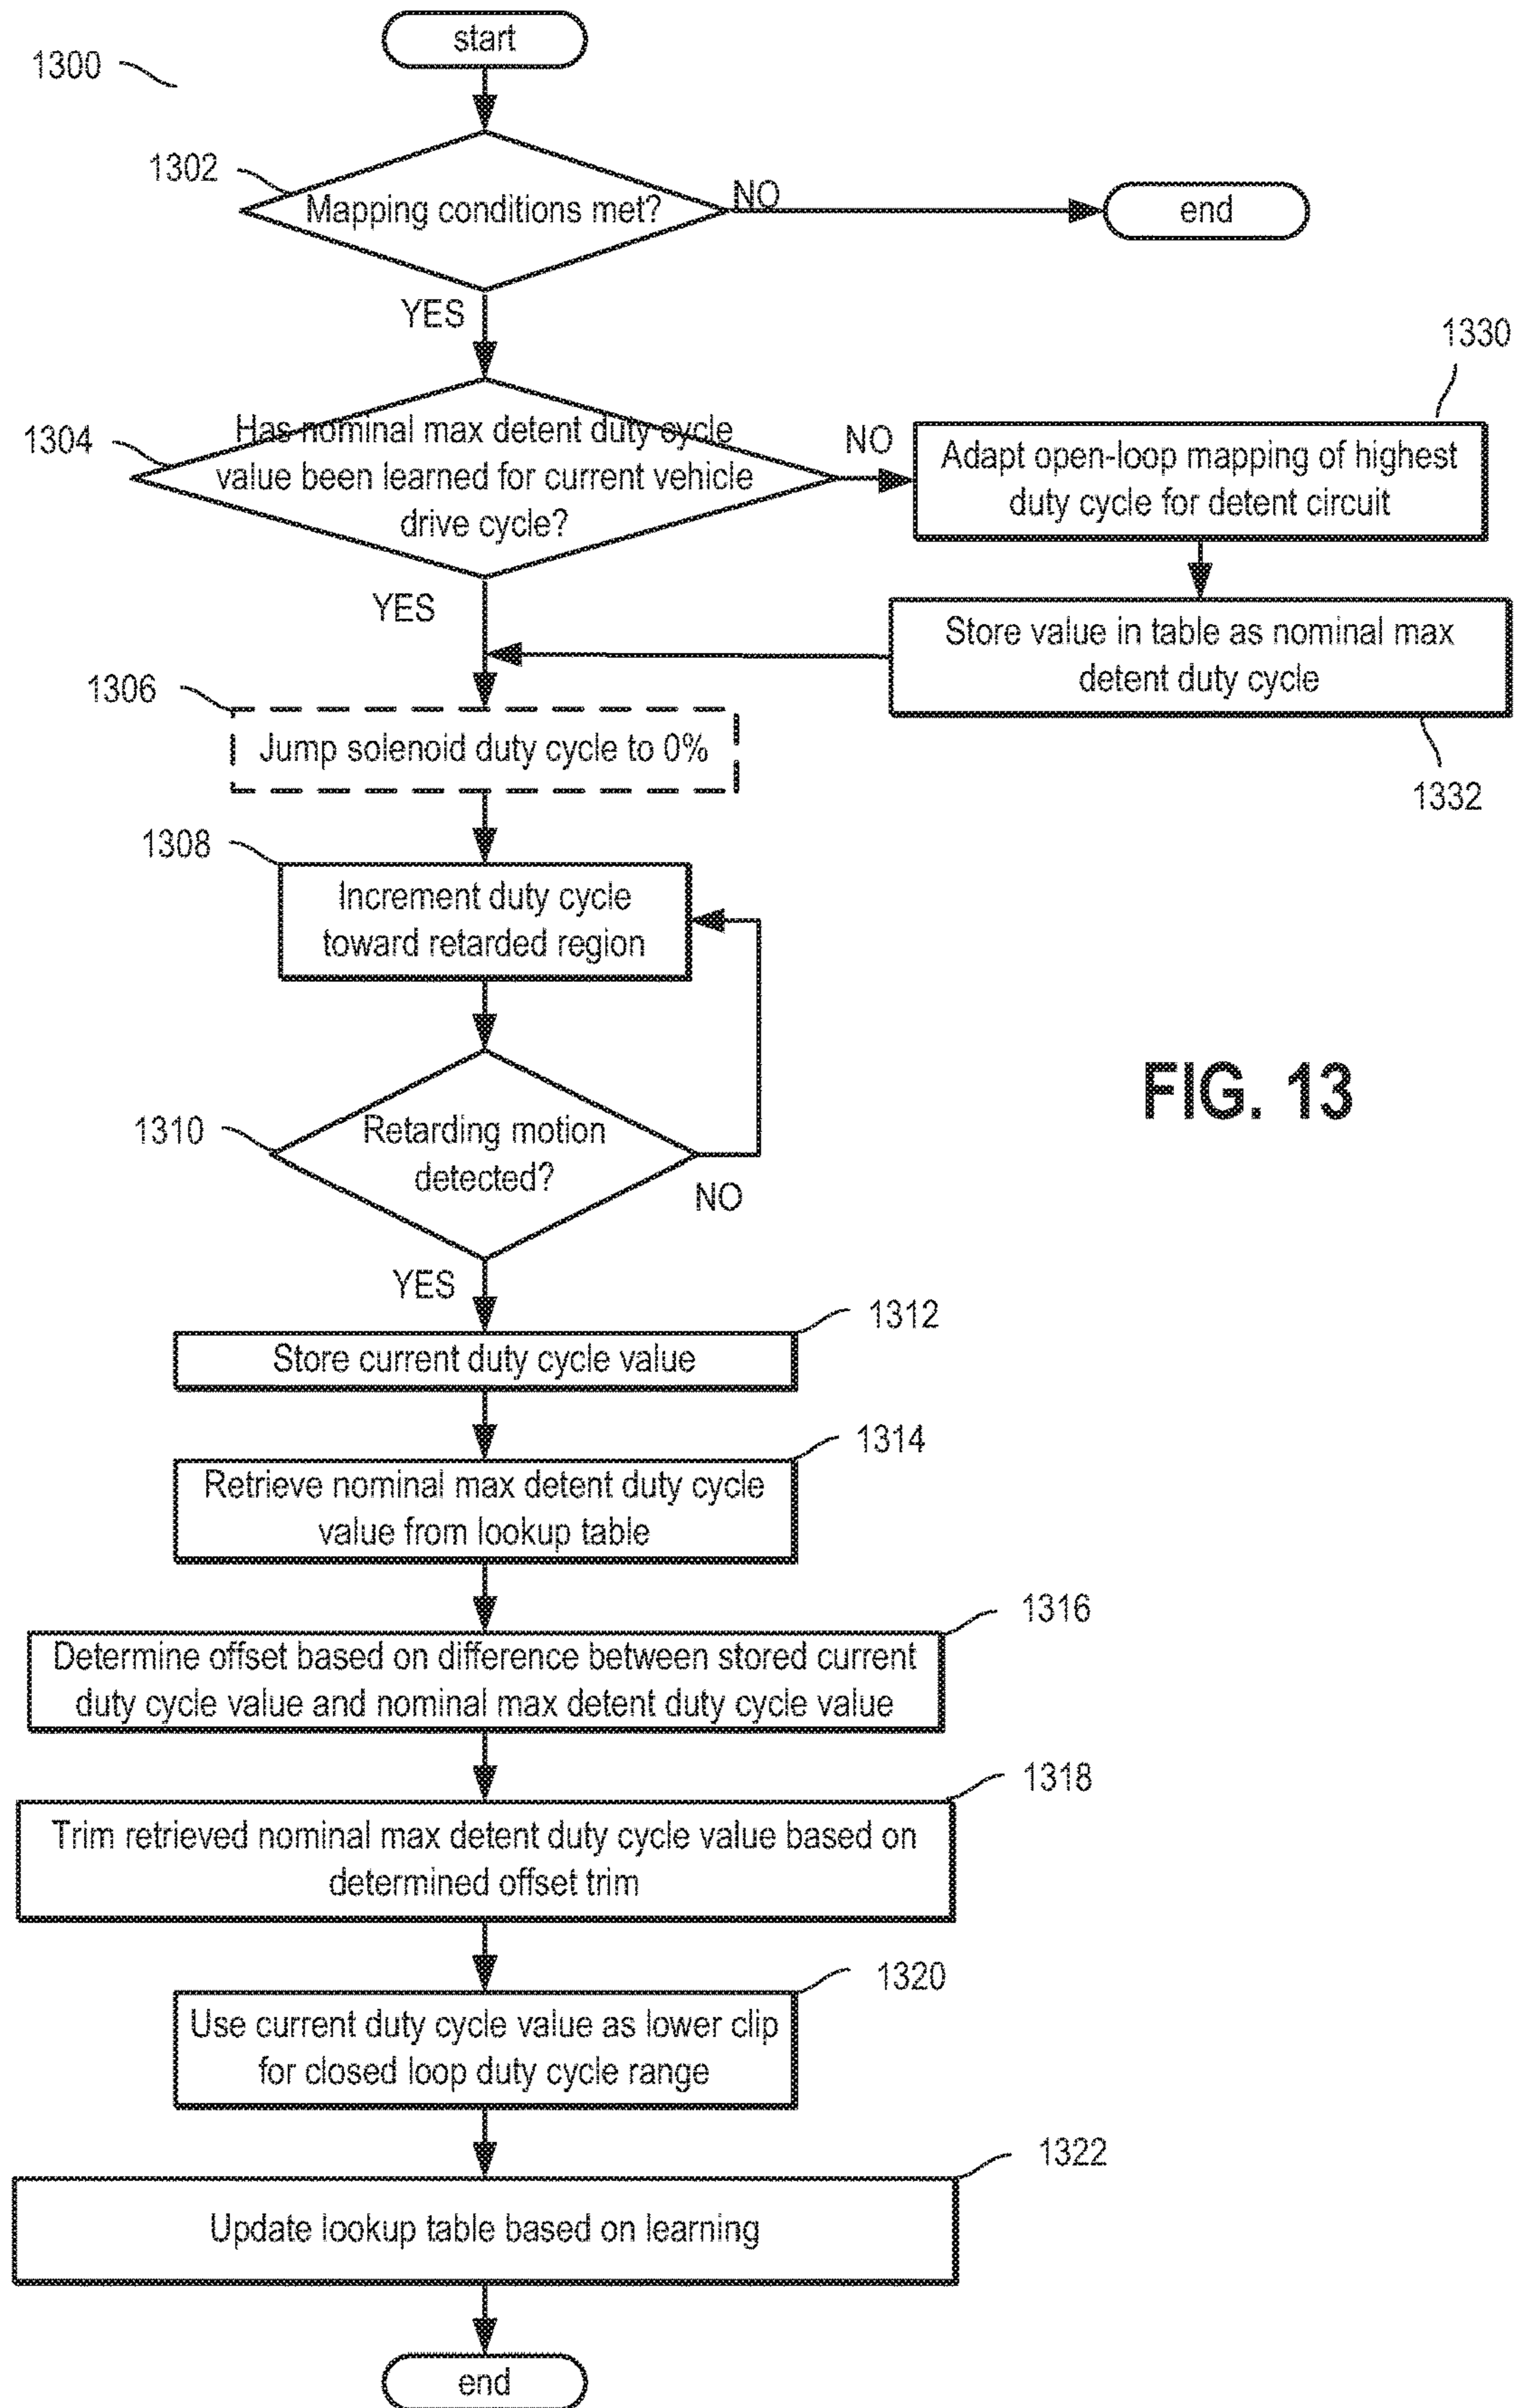 start
1300
1302
Mapping conditions met?
NO
end
YES
1330
1304
Has nominal max detent duty cycle
value been learned for current vehicle
drive cycle?
NO
Adapt open-loop mapping of highest
duty cycle for detent circuit
YES
Store value in table as nominal max
detent duty cycle
1332
1306
Jump solenoid duty cycle to 0%
1308
Increment duty cycle
toward retarded region
FIG. 13
1310
Retarding motion
detected?
NO
YES
1312
Store current duty cycle value
1314
Retrieve nominal max detent duty cycle
value from lookup table
1316
Determine offset based on difference between stored current
duty cycle value and nominal max detent duty cycle value
1318
Trim retrieved nominal max detent duty cycle value based on
determined offset trim
1320
Use current duty cycle value as lower clip
for closed loop duty cycle range
1322
Update lookup table based on learning
end